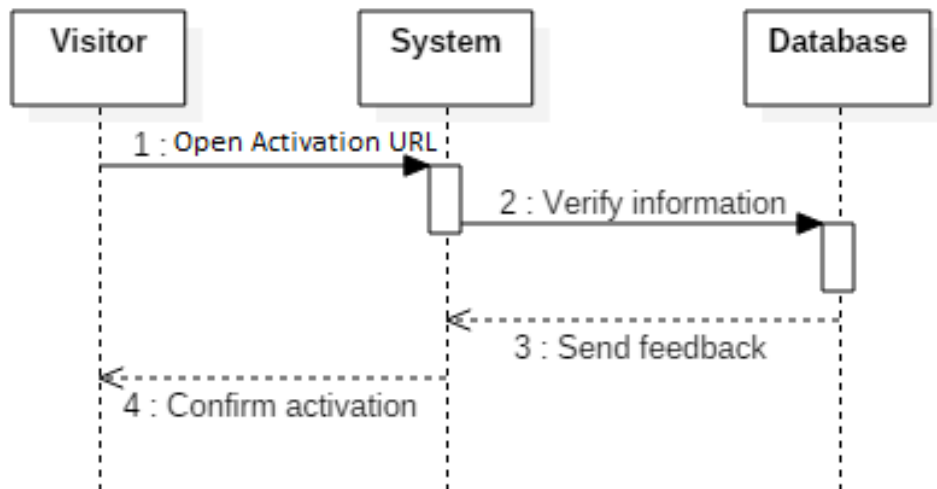 Visitor
System
Database
1 : Open Activation URL
2 : Verify information
3 : Send feedback
4 : Confirm activation